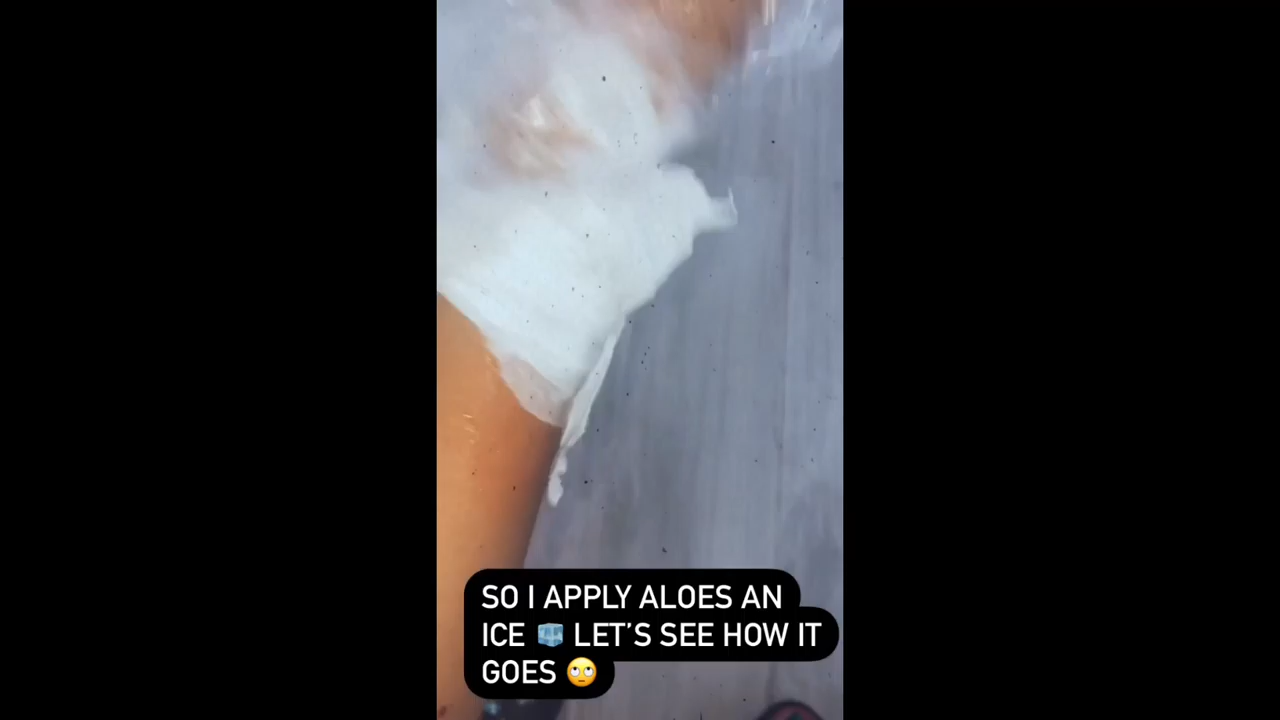 SO I APPLY ALOES AN
ICE 🧊 LET'S SEE HOW IT
GOES 🙄